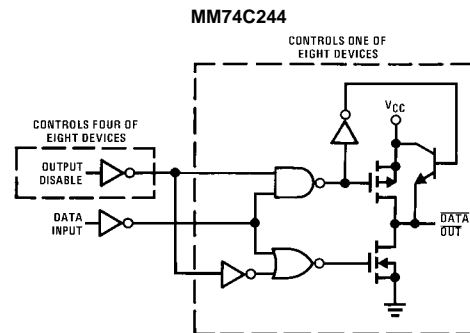 MM74C244
CONTROLS ONE OF
EIGHT DEVICES
VCC
CONTROLS FOUR OF
EIGHT DEVICES
OUTPUT
DISABLE
DATA
INPUT
DATA
OUT